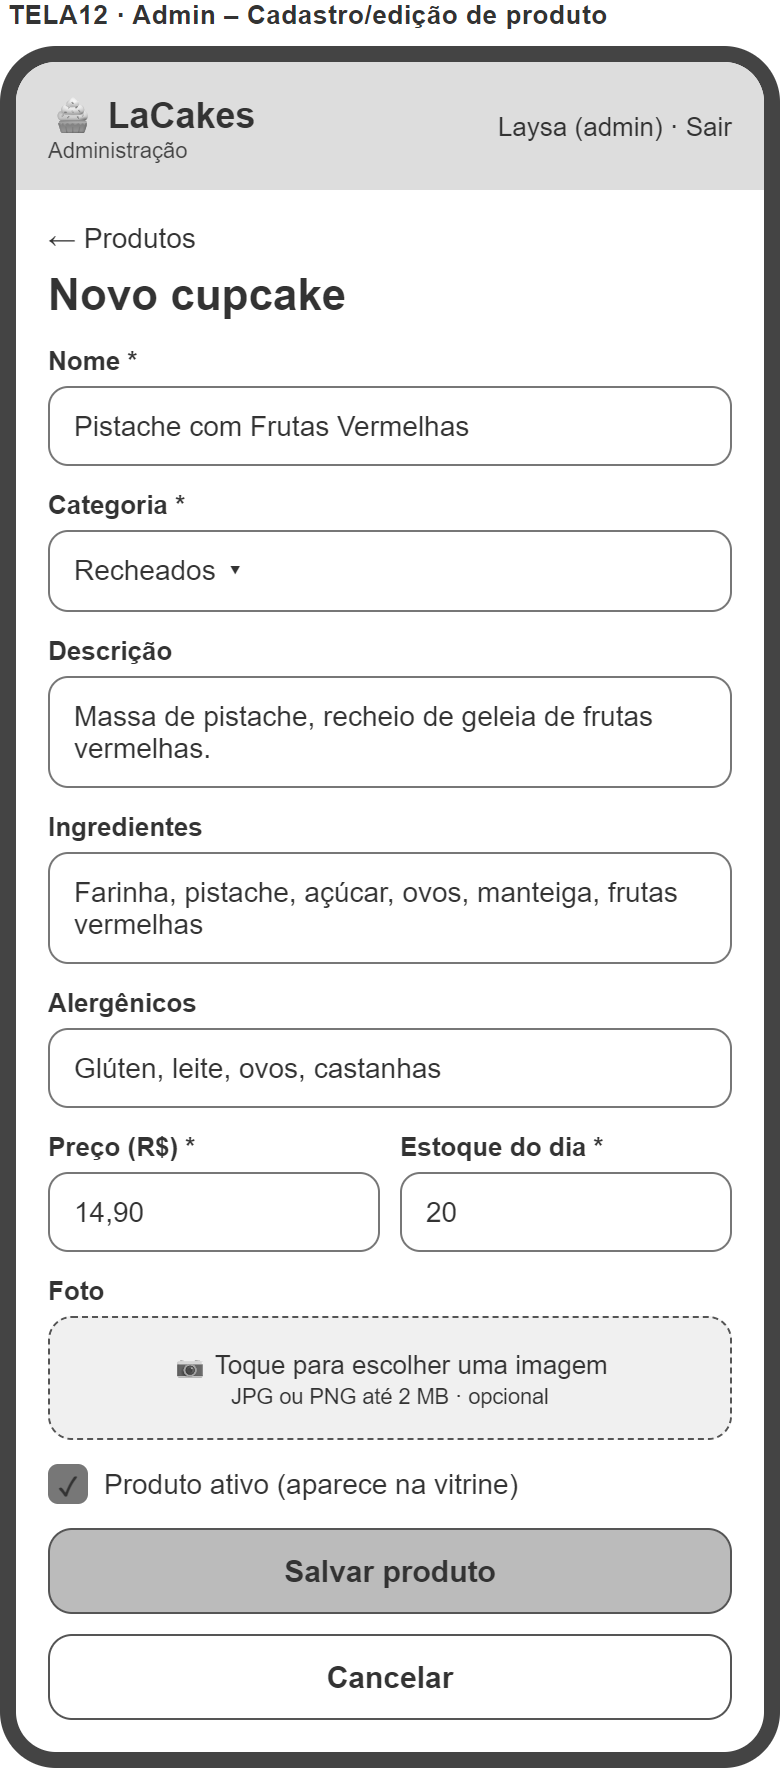 TELA12 · Admin – Cadastro/edição de produto
LaCakes
Administração
Laysa (admin) · Sair
← Produtos
Novo cupcake
Nome *
Pistache com Frutas Vermelhas
Categoria *
Recheados ▾
Descrição
Massa de pistache, recheio de geleia de frutas
vermelhas.
Ingredientes
Farinha, pistache, açúcar, ovos, manteiga, frutas
vermelhas
Alergênicos
Glúten, leite, ovos, castanhas
Preço (R$) *
14,90
Estoque do dia *
20
Foto
Toque para escolher uma imagem
JPG ou PNG até 2 MB · opcional
✓ Produto ativo (aparece na vitrine)
Salvar produto
Cancelar